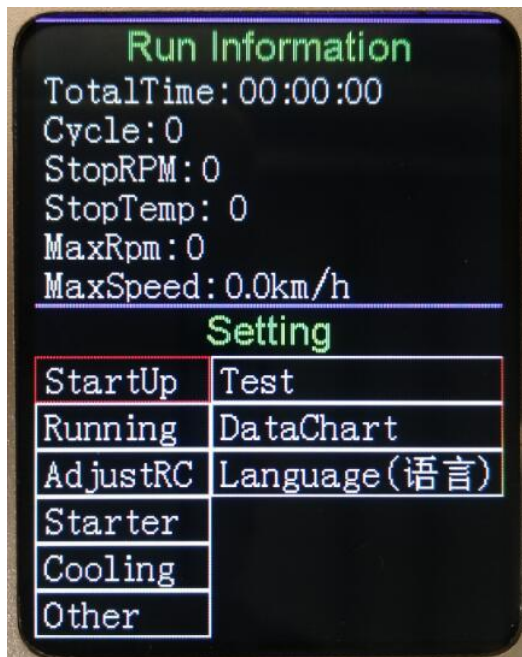 Run Information
TotalTime:00:00:00
Cycle:0
StopRPM:0
StopTemp: 0
MaxRpm:0
MaxSpeed:0.0km/h
Setting
StartUp Test
Running DataChart
AdjustRC Language(语言)
Starter
Cooling
Other